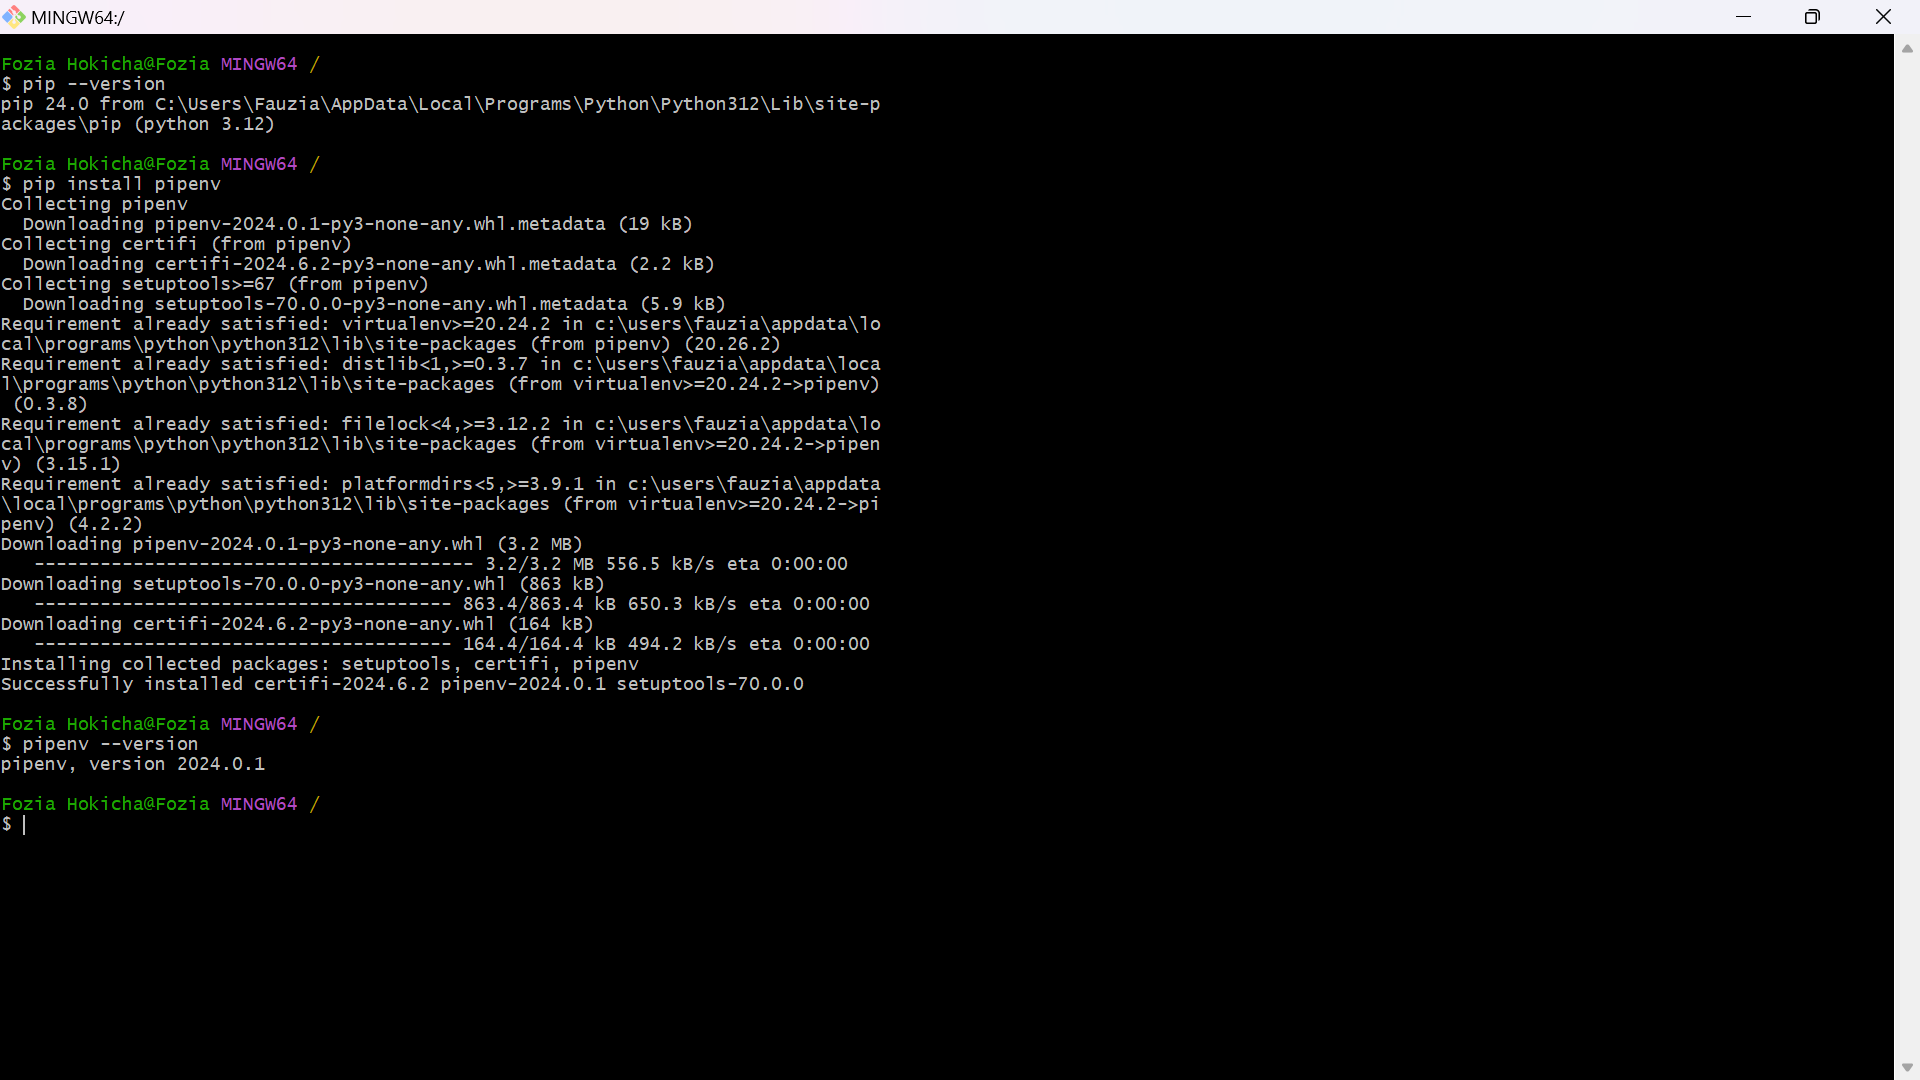 MINGW64:/
Fozia Hokicha@Fozia MINGW64 /
$ pip --version
pip 24.0 from C:\Users\Fauzia\AppData\Local\Programs\Python\Python312\Lib\site-p
ackages\pip (python 3.12)
Fozia Hokicha@Fozia MINGW64 /
$ pip install pipenv
Collecting pipenv
  Downloading pipenv-2024.0.1-py3-none-any.whl.metadata (19 kB)
Collecting certifi (from pipenv)
  Downloading certifi-2024.6.2-py3-none-any.whl.metadata (2.2 kB)
Collecting setuptools>=67 (from pipenv)
  Downloading setuptools-70.0.0-py3-none-any.whl.metadata (5.9 kB)
Requirement already satisfied: virtualenv>=20.24.2 in c:\users\fauzia\appdata\lo
cal\programs\python\python312\lib\site-packages (from pipenv) (20.26.2)
Requirement already satisfied: distlib<1,>=0.3.7 in c:\users\fauzia\appdata\loca
l\programs\python\python312\lib\site-packages (from virtualenv>=20.24.2->pipenv)
 (0.3.8)
Requirement already satisfied: filelock<4,>=3.12.2 in c:\users\fauzia\appdata\lo
cal\programs\python\python312\lib\site-packages (from virtualenv>=20.24.2->pipen
v) (3.15.1)
Requirement already satisfied: platformdirs<5,>=3.9.1 in c:\users\fauzia\appdata
\local\programs\python\python312\lib\site-packages (from virtualenv>=20.24.2->pi
penv) (4.2.2)
Downloading pipenv-2024.0.1-py3-none-any.whl (3.2 MB)
   ---------------------------------------- 3.2/3.2 MB 556.5 kB/s eta 0:00:00
Downloading setuptools-70.0.0-py3-none-any.whl (863 kB)
   -------------------------------------- 863.4/863.4 kB 650.3 kB/s eta 0:00:00
Downloading certifi-2024.6.2-py3-none-any.whl (164 kB)
   -------------------------------------- 164.4/164.4 kB 494.2 kB/s eta 0:00:00
Installing collected packages: setuptools, certifi, pipenv
Successfully installed certifi-2024.6.2 pipenv-2024.0.1 setuptools-70.0.0
Fozia Hokicha@Fozia MINGW64 /
$ pipenv --version
pipenv, version 2024.0.1
Fozia Hokicha@Fozia MINGW64 /
$